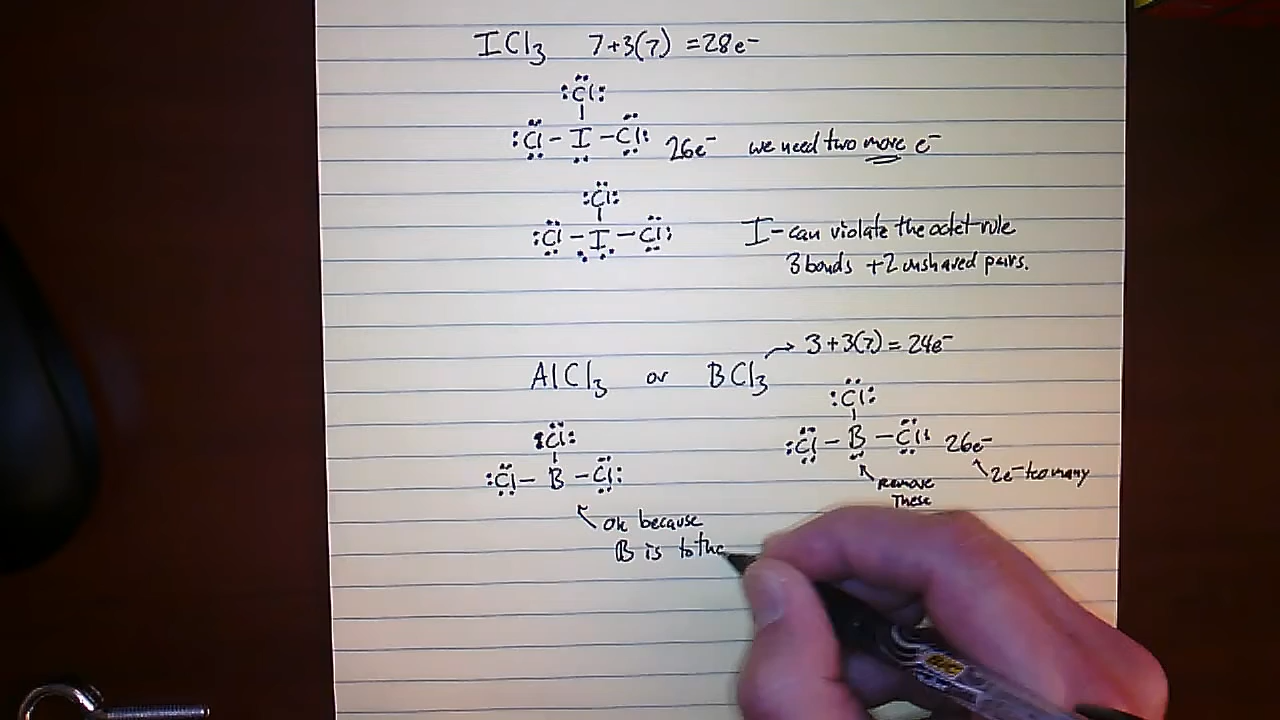 ICl3 7+3(7) =28e-
:Cl:
:Cl - I - Cl: 26e- we need two more e-
:Cl:
:Cl - I - Cl: I - can violate the octet rule
3 bonds + 2 unshared pairs.
→ 3+3(7) = 24e-
AlCl3 or BCl3
:Cl:
:Cl - B - Cl: 26e-
2e- too many
remove
These
:Cl:
:Cl - B - Cl:
ok because
B is to the